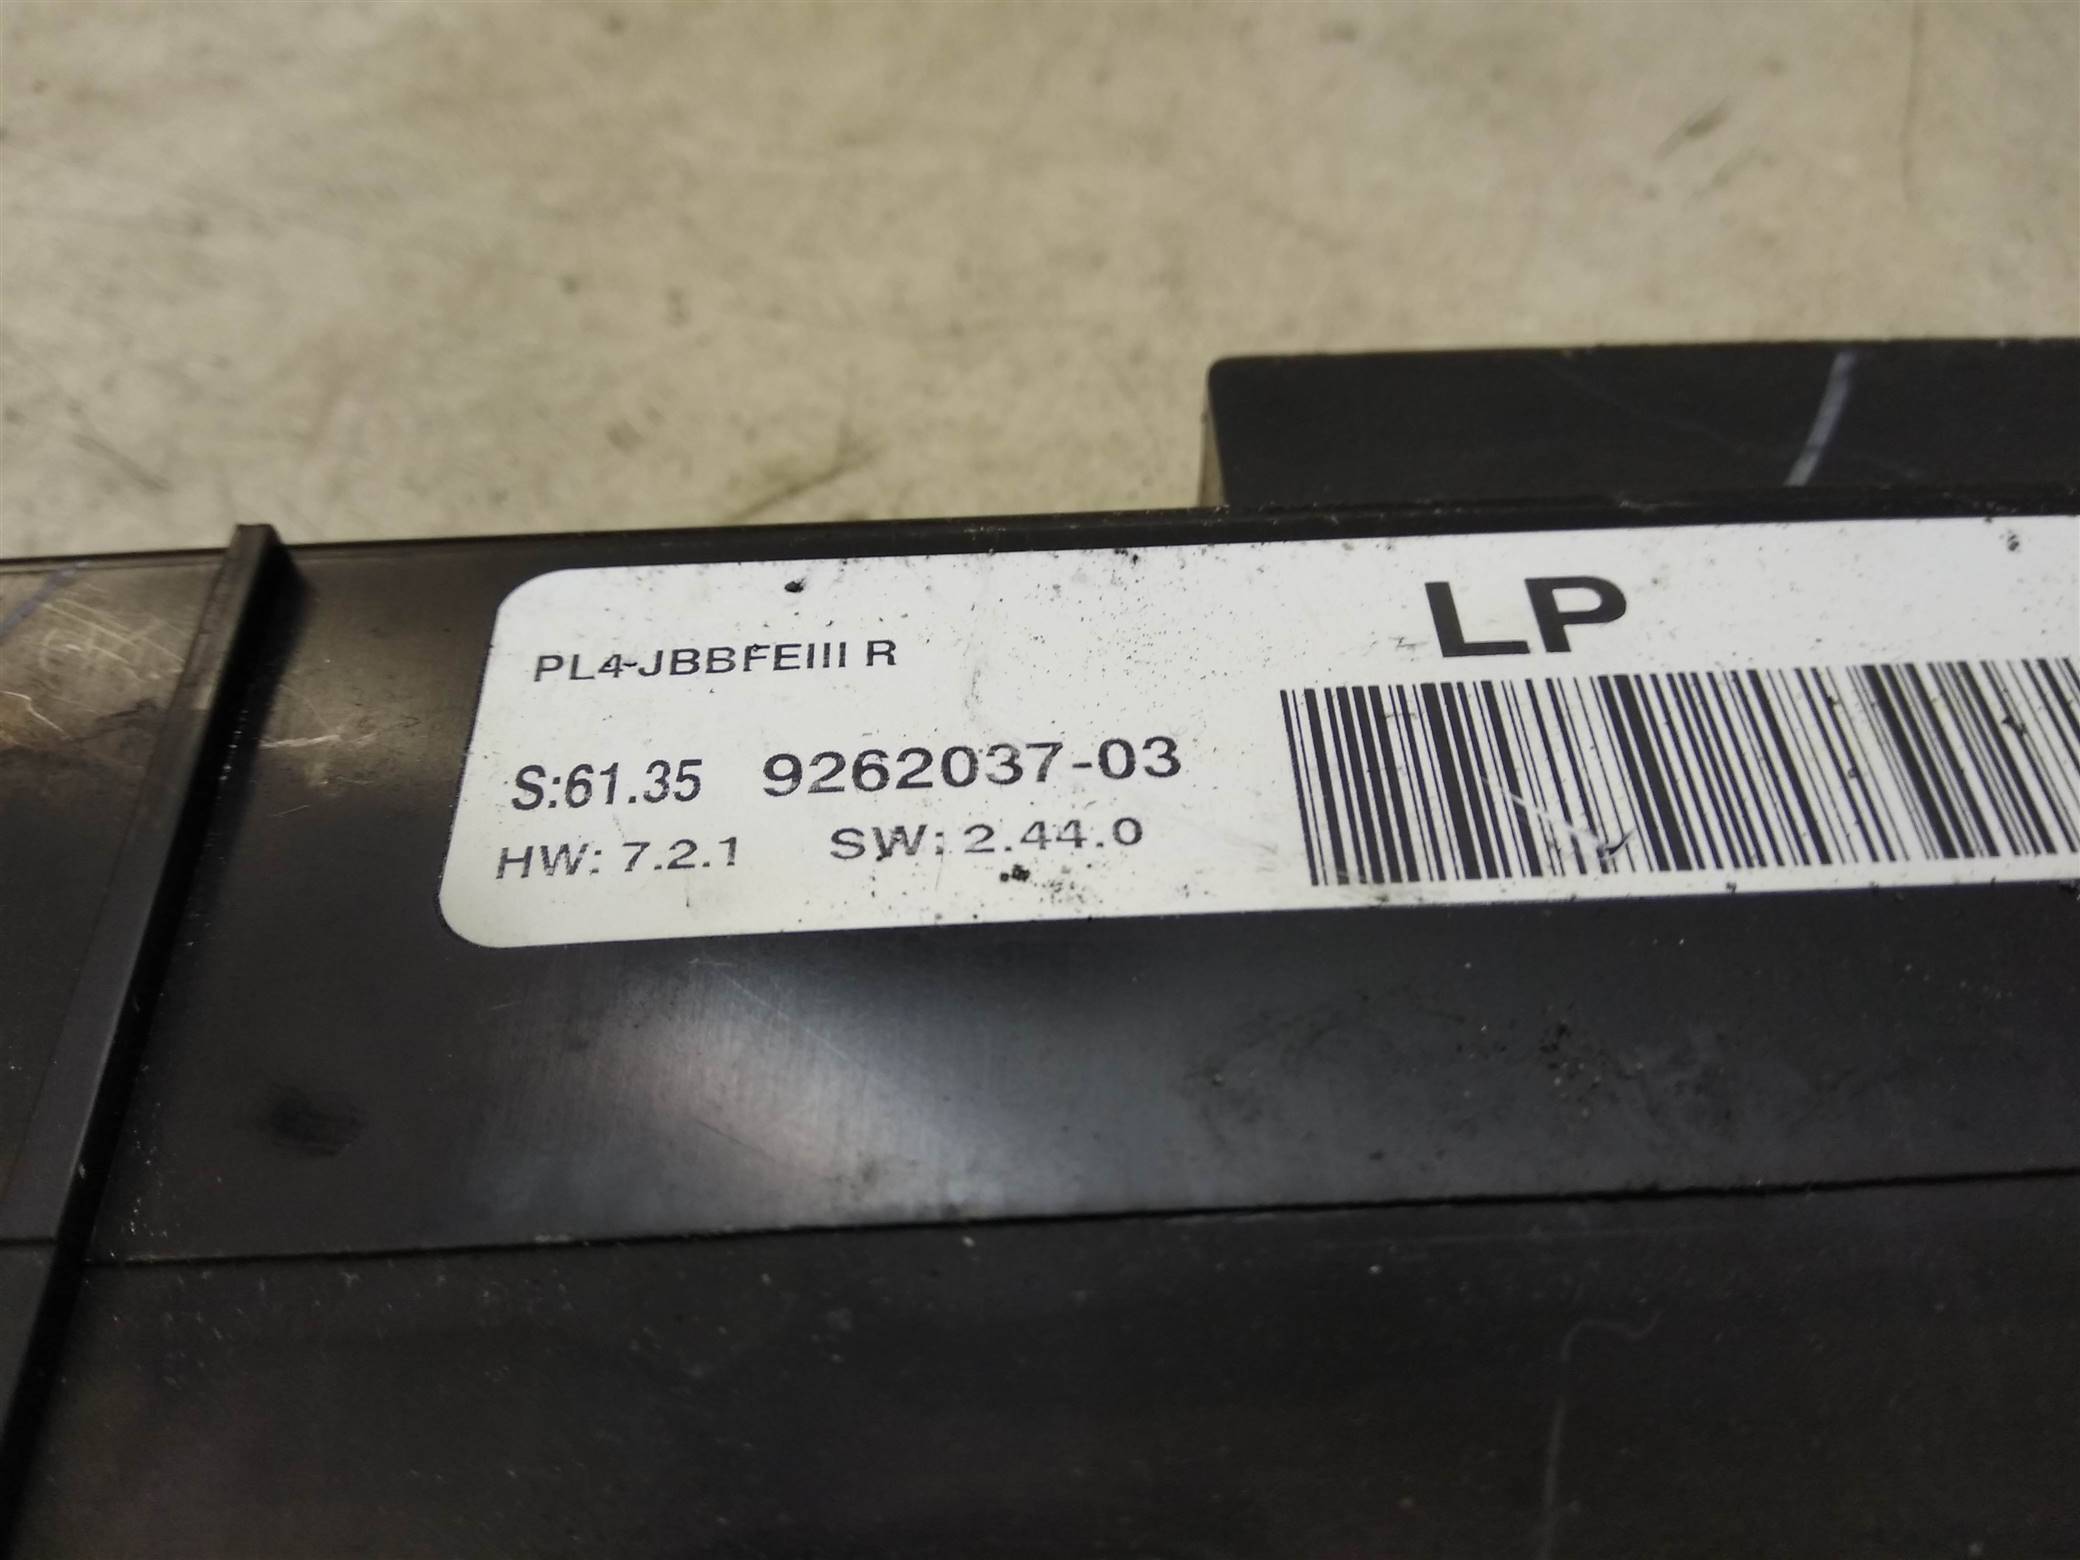 LP
PL4-JBBFEIII R
S:61.35 9262037-03
HW: 7.2.1 SW: 2.44.0